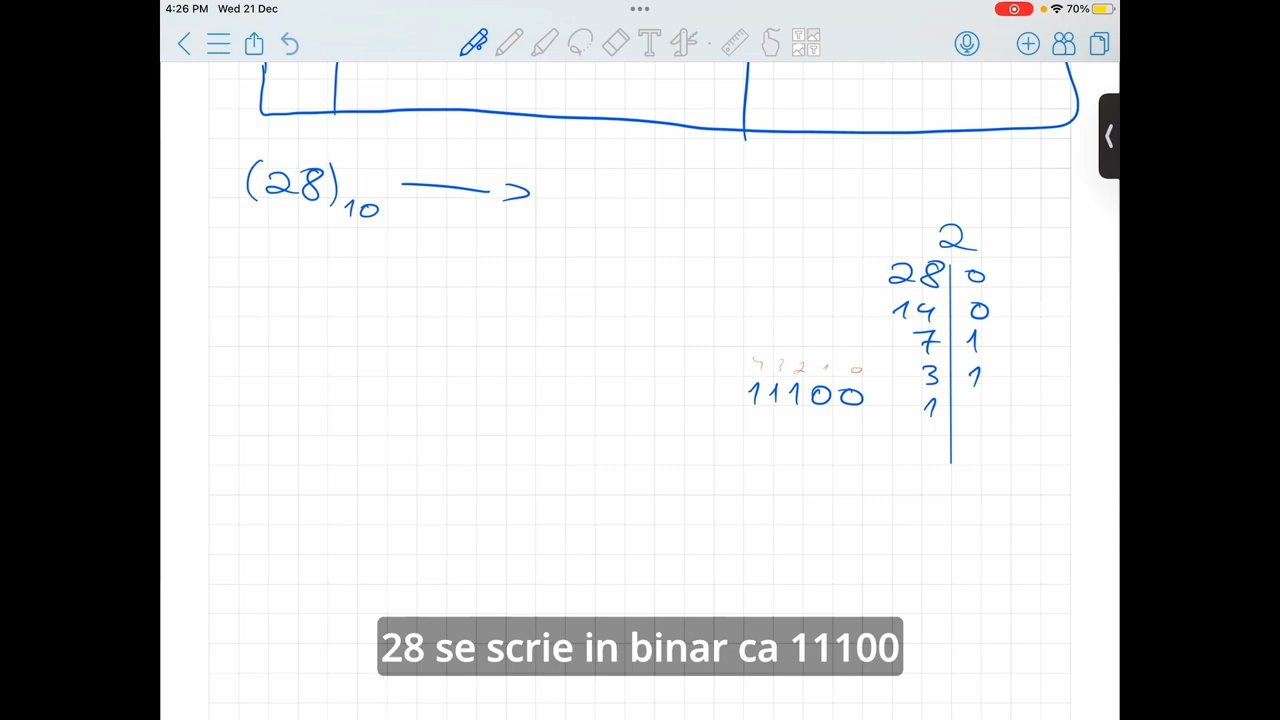 4:26 PM Wed 21 Dec
70%
(28)10 ⟶
2
28 | 0
14 | 0
7 | 1
3 | 1
4 3 2 1 0
11100
1
28 se scrie in binar ca 11100